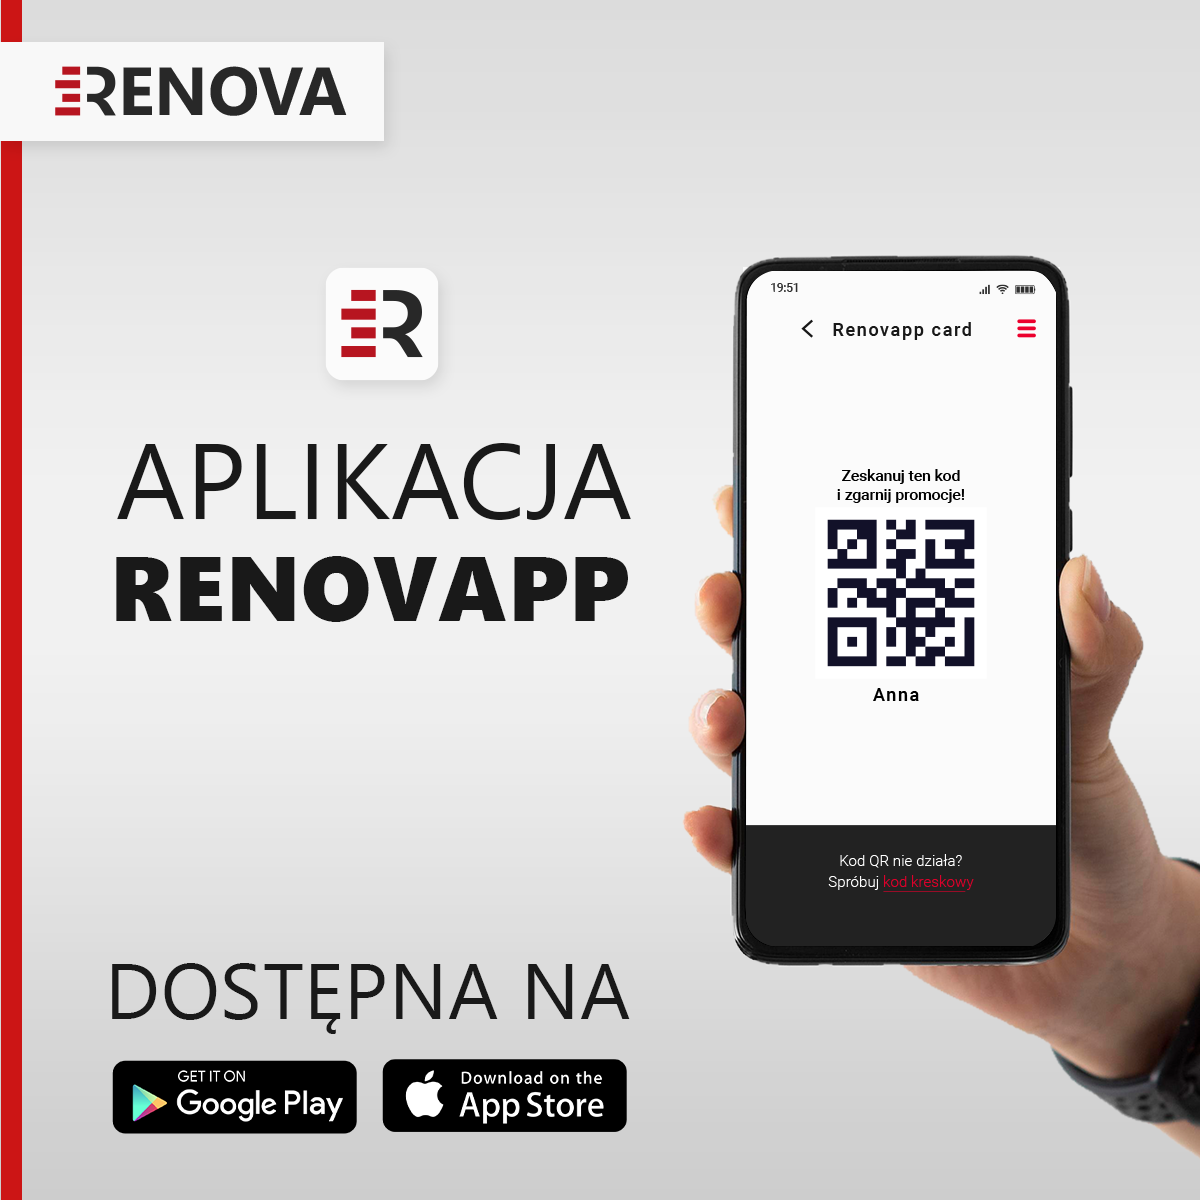 RENOVA
R
APLIKACJA
RENOVAPP
19:51
Renovapp card
Zeskanuj ten kod
i zgarnij promocje!
Anna
Kod QR nie działa?
Spróbuj kod kreskowy
DOSTĘPNA NA
GET IT ON
Google Play
Download on the
App Store